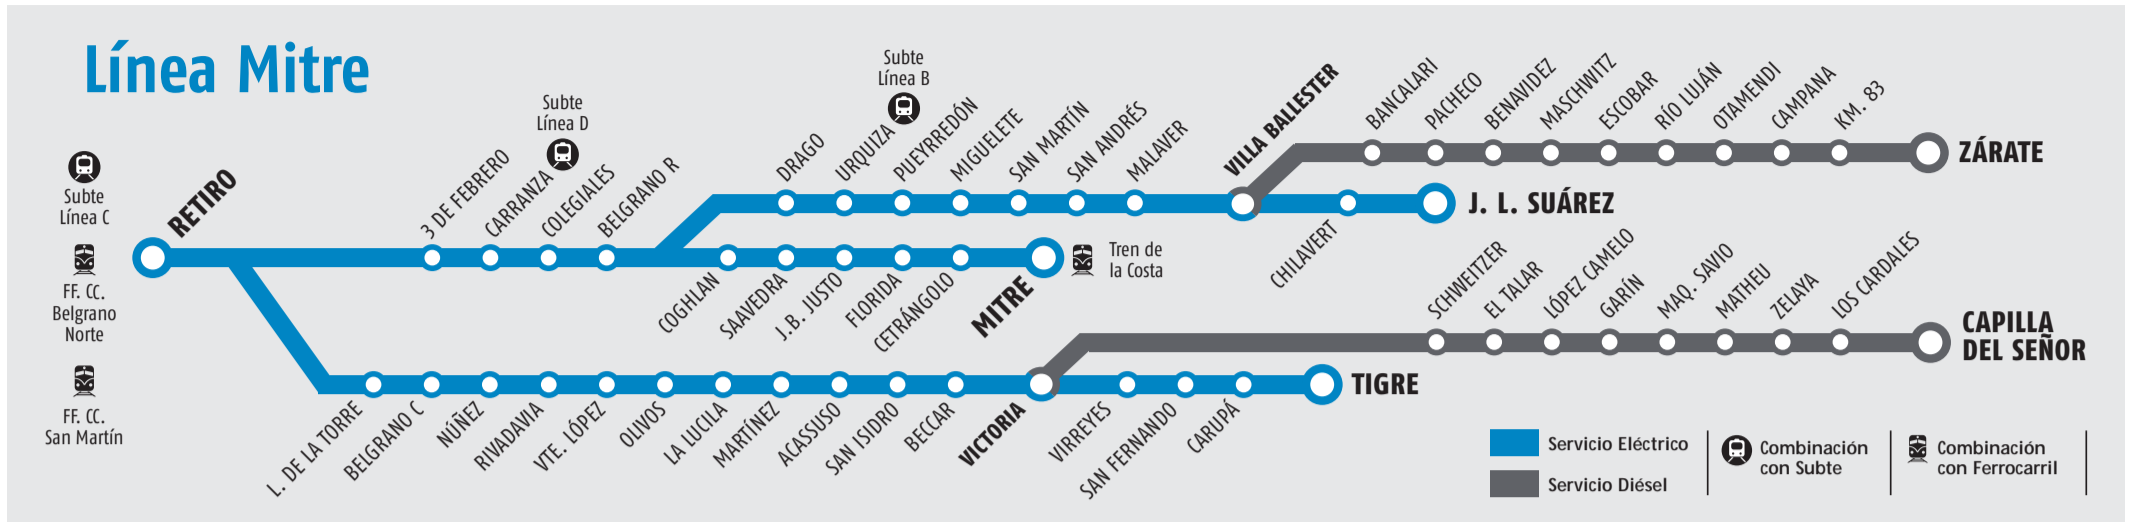 Línea Mitre
Subte
Línea C
FF. CC.
Belgrano
Norte
FF. CC.
San Martín
RETIRO
3 DE FEBRERO
CARRANZA
Subte
Línea D
COLEGIALES
BELGRANO R
DRAGO
URQUIZA
Subte
Línea B
PUEYRREDÓN
MIGUELETE
SAN MARTÍN
SAN ANDRÉS
MALAVER
VILLA BALLESTER
BANCALARI
PACHECO
BENAVIDEZ
MASCHWITZ
ESCOBAR
RÍO LUJÁN
OTAMENDI
CAMPANA
KM. 83
ZÁRATE
CHILAVERT
J. L. SUÁREZ
COGHLAN
SAAVEDRA
J.B. JUSTO
FLORIDA
CETRÁNGOLO
MITRE
Tren de
la Costa
L. DE LA TORRE
BELGRANO C
NÚÑEZ
RIVADAVIA
VTE. LÓPEZ
OLIVOS
LA LUCILA
MARTÍNEZ
ACASSUSO
SAN ISIDRO
BECCAR
VICTORIA
VIRREYES
SAN FERNANDO
CARUPÁ
TIGRE
SCHWEITZER
EL TALAR
LÓPEZ CAMELO
GARÍN
MAQ. SAVIO
MATHEU
ZELAYA
LOS CARDALES
CAPILLA
DEL SEÑOR
Servicio Eléctrico
Servicio Diésel
Combinación
con Subte
Combinación
con Ferrocarril